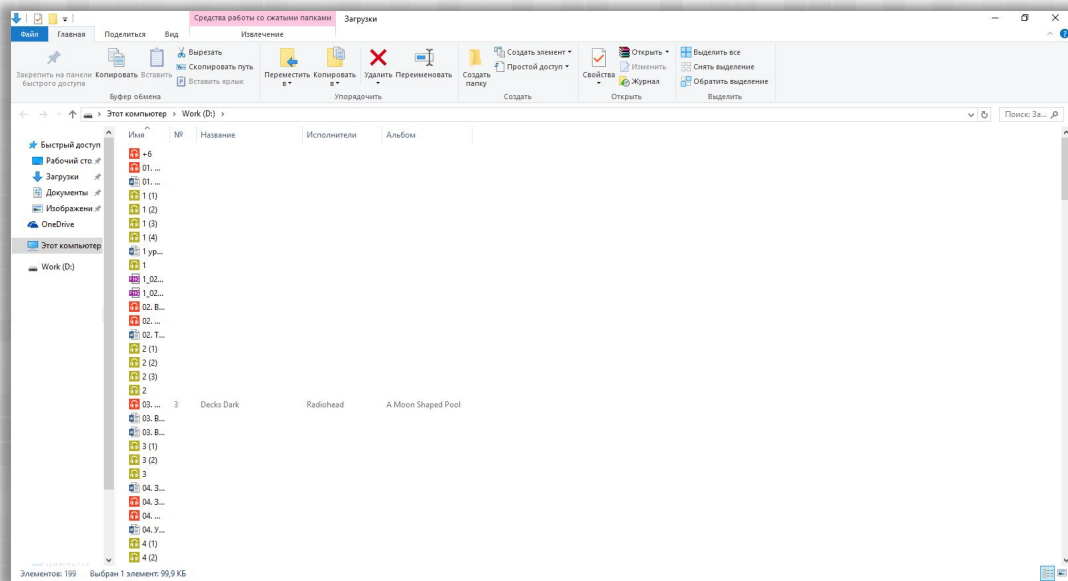 Средства работы со сжатыми папками Загрузки
Файл Главная Поделиться Вид Извлечение
Закрепить на панели быстрого доступа
Копировать
Вставить
Вырезать
Скопировать путь
Вставить ярлык
Буфер обмена
Переместить в
Копировать в
Удалить
Переименовать
Упорядочить
Создать папку
Создать элемент
Простой доступ
Создать
Свойства
Открыть
Изменить
Журнал
Открыть
Выделить все
Снять выделение
Обратить выделение
Выделить
Этот компьютер > Work (D:) >
Поиск: За...
Быстрый доступ
Рабочий сто
Загрузки
Документы
Изображени
OneDrive
Этот компьютер
Work (D:)
Имя № Название Исполнители Альбом
+6
01. ...
01. ...
1 (1)
1 (2)
1 (3)
1 (4)
1 ур...
1
1_02...
1_02...
02. В...
02. ...
02. Т...
2 (1)
2 (2)
2 (3)
2
03. ... 3 Decks Dark Radiohead A Moon Shaped Pool
03. В...
03. В...
3 (1)
3 (2)
3
04. З...
04. З...
04. ...
04. У...
4 (1)
4 (2)
Элементов: 199 Выбран 1 элемент: 99,9 КБ